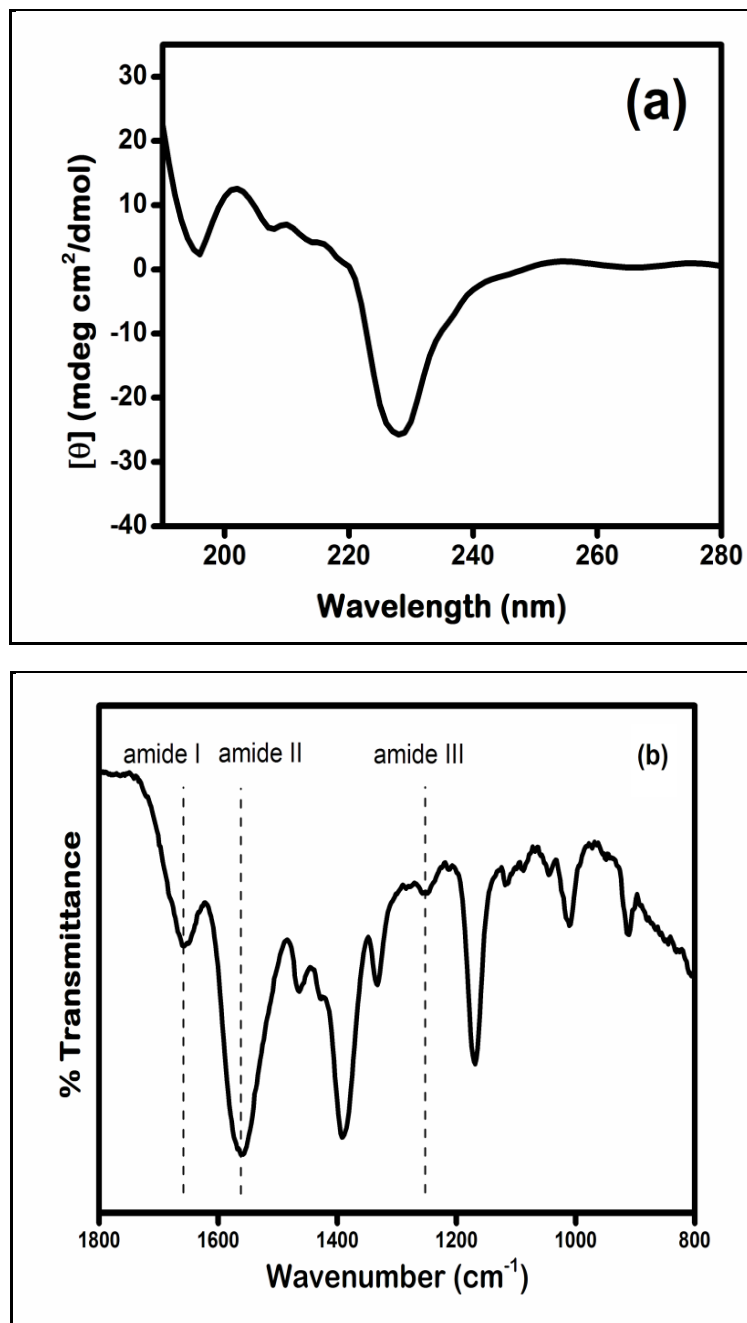 (a)
[θ] (mdeg cm²/dmol)
30
20
10
0
-10
-20
-30
-40
200 220 240 260 280
Wavelength (nm)
amide I amide II amide III (b)
% Transmittance
1800 1600 1400 1200 1000 800
Wavenumber (cm⁻¹)